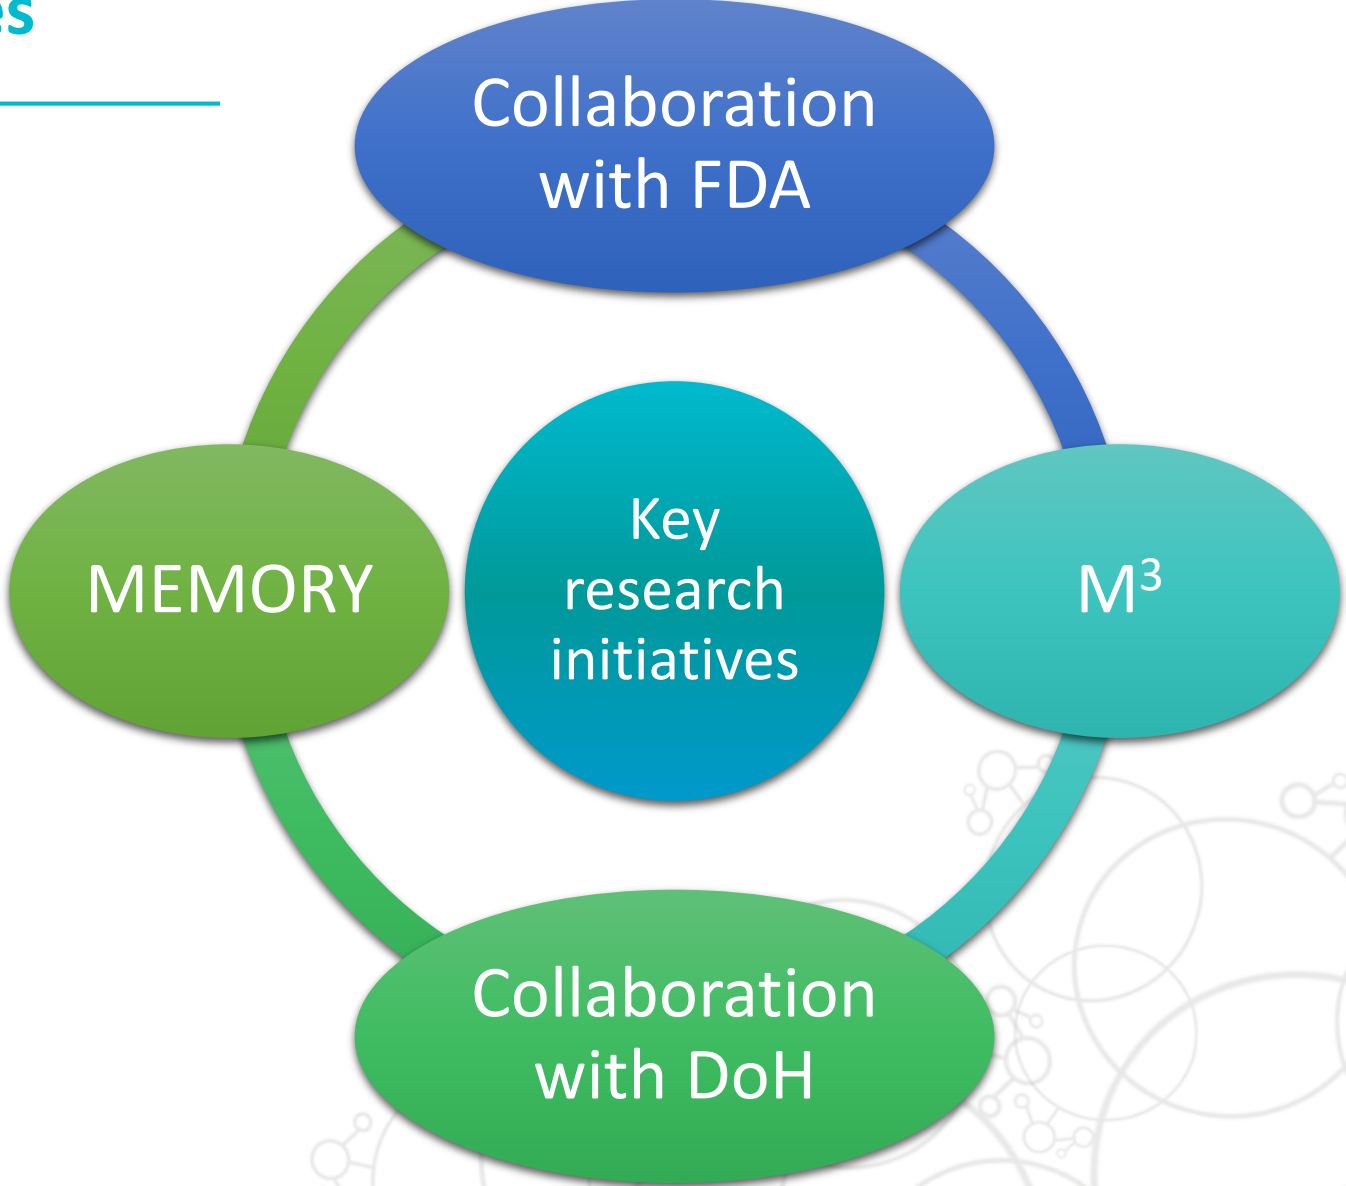 Collaboration
with FDA
MEMORY
Key
research
initiatives
M³
Collaboration
with DoH